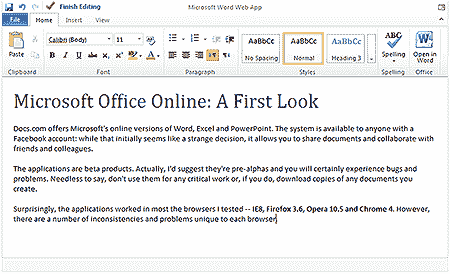 Finish Editing
Microsoft Word Web App
File Home Insert View
Paste
Calibri (Body) 11
AaBbCc AaBbCc AaBbCc
No Spacing Normal Heading 3
ABC
Spelling
Open in
Word
Clipboard Font Paragraph Styles Spelling Office
Microsoft Office Online: A First Look
Docs.com offers Microsoft's online versions of Word, Excel and PowerPoint. The system is available to anyone with a
Facebook account: while that initially seems like a strange decision, it allows you to share documents and collaborate with
friends and colleagues.
The applications are beta products. Actually, I'd suggest they're pre-alphas and you will certainly experience bugs and
problems. Needless to say, don't use them for any critical work or, if you do, download copies of any documents you
create.
Surprisingly, the applications worked in most the browsers I tested -- IE8, Firefox 3.6, Opera 10.5 and Chrome 4. However,
there are a number of inconsistencies and problems unique to each browser